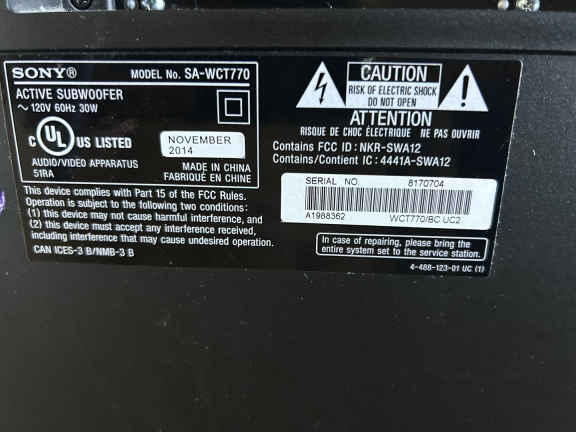 SONY® MODEL No. SA-WCT770
ACTIVE SUBWOOFER
~ 120V 60Hz 30W
C UL® US LISTED
AUDIO/VIDEO APPARATUS
51RA
NOVEMBER
2014
MADE IN CHINA
FABRIQUÉ EN CHINE
This device complies with Part 15 of the FCC Rules.
Operation is subject to the following two conditions:
(1) this device may not cause harmful interference, and
(2) this device must accept any interference received,
including interference that may cause undesired operation.
CAN ICES-3 B/NMB-3 B
CAUTION
RISK OF ELECTRIC SHOCK
DO NOT OPEN
ATTENTION
RISQUE DE CHOC ÉLECTRIQUE NE PAS OUVRIR
Contains FCC ID : NKR-SWA12
Contains/Contient IC : 4441A-SWA12
SERIAL NO. 8170704
A1988362 WCT770/BC UC2
In case of repairing, please bring the
entire system set to the service station.
4-488-123-01 UC (1)